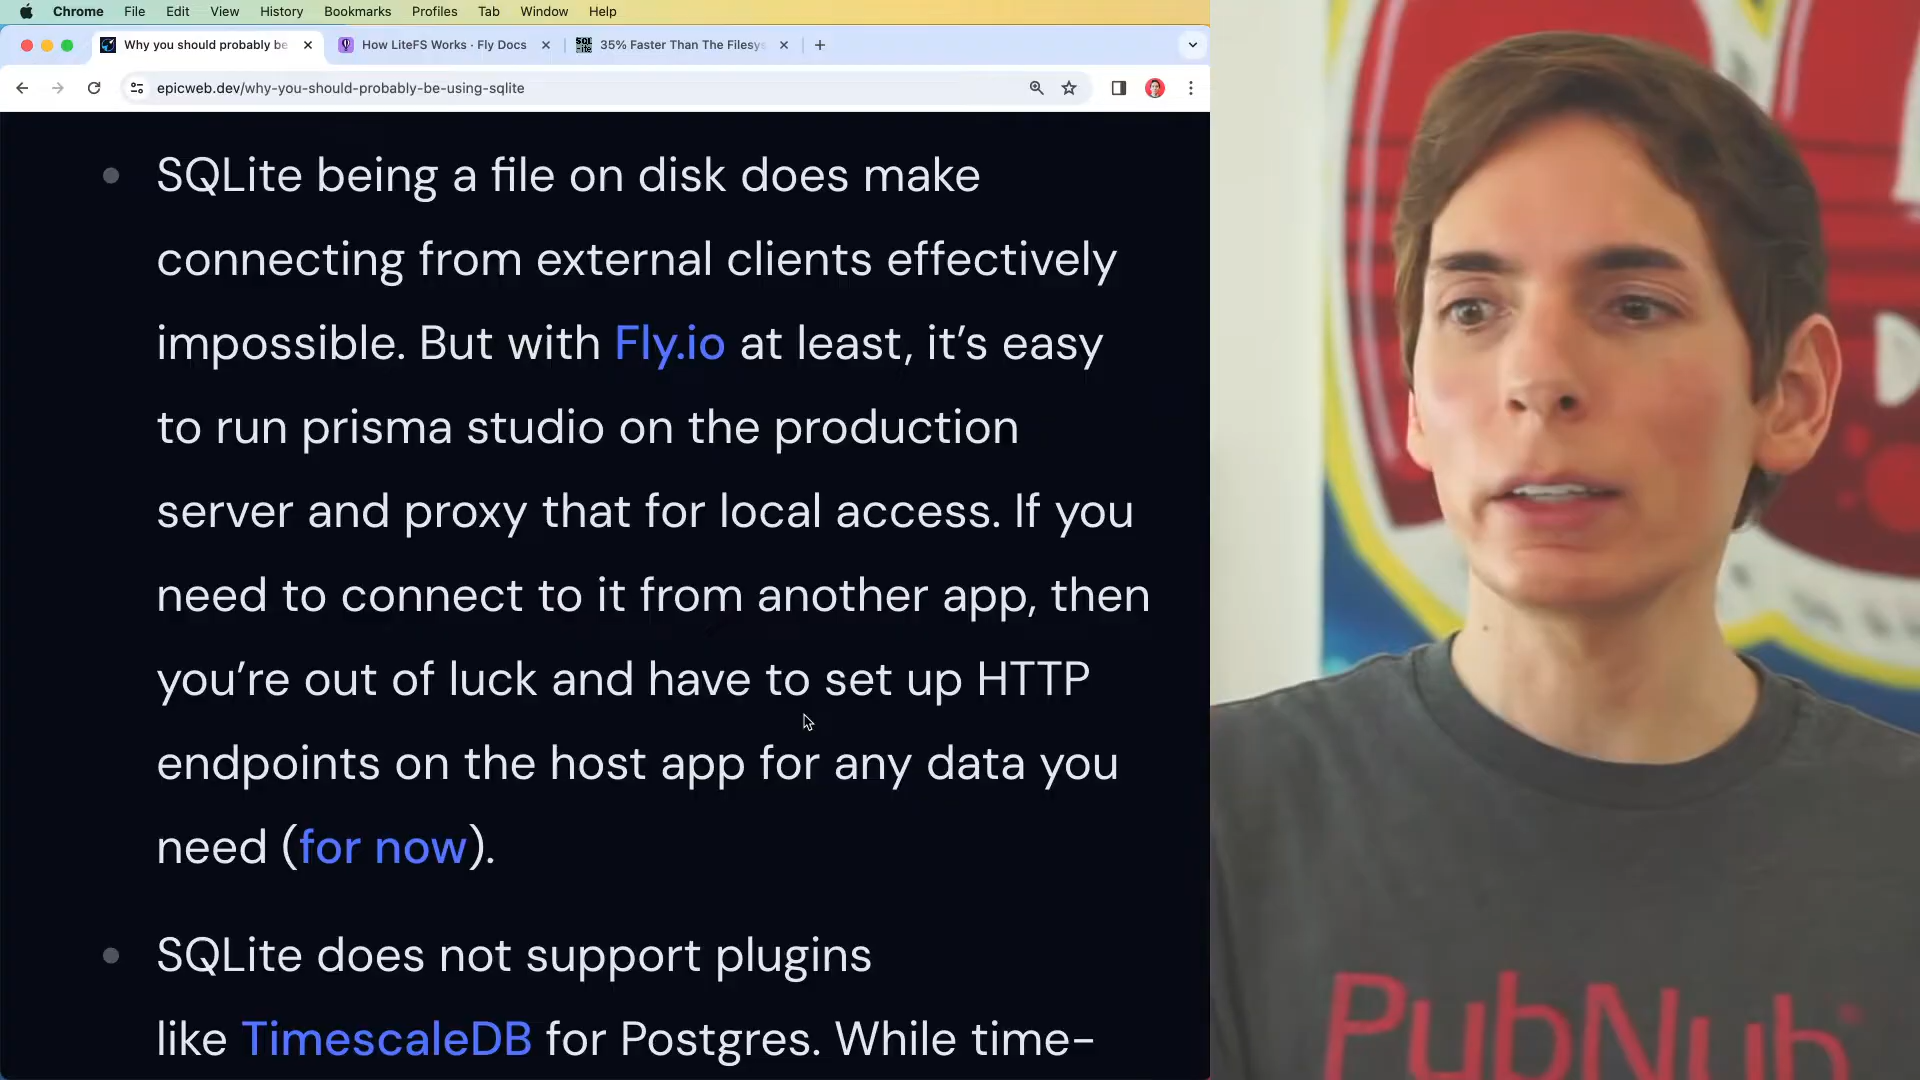 Chrome File Edit View History Bookmarks Profiles Tab Window Help
Why you should probably be
How LiteFS Works · Fly Docs
35% Faster Than The Filesy
epicweb.dev/why-you-should-probably-be-using-sqlite
SQLite being a file on disk does make
connecting from external clients effectively
impossible. But with Fly.io at least, it’s easy
to run prisma studio on the production
server and proxy that for local access. If you
need to connect to it from another app, then
you’re out of luck and have to set up HTTP
endpoints on the host app for any data you
need (for now).
SQLite does not support plugins
like TimescaleDB for Postgres. While time-
PubNub